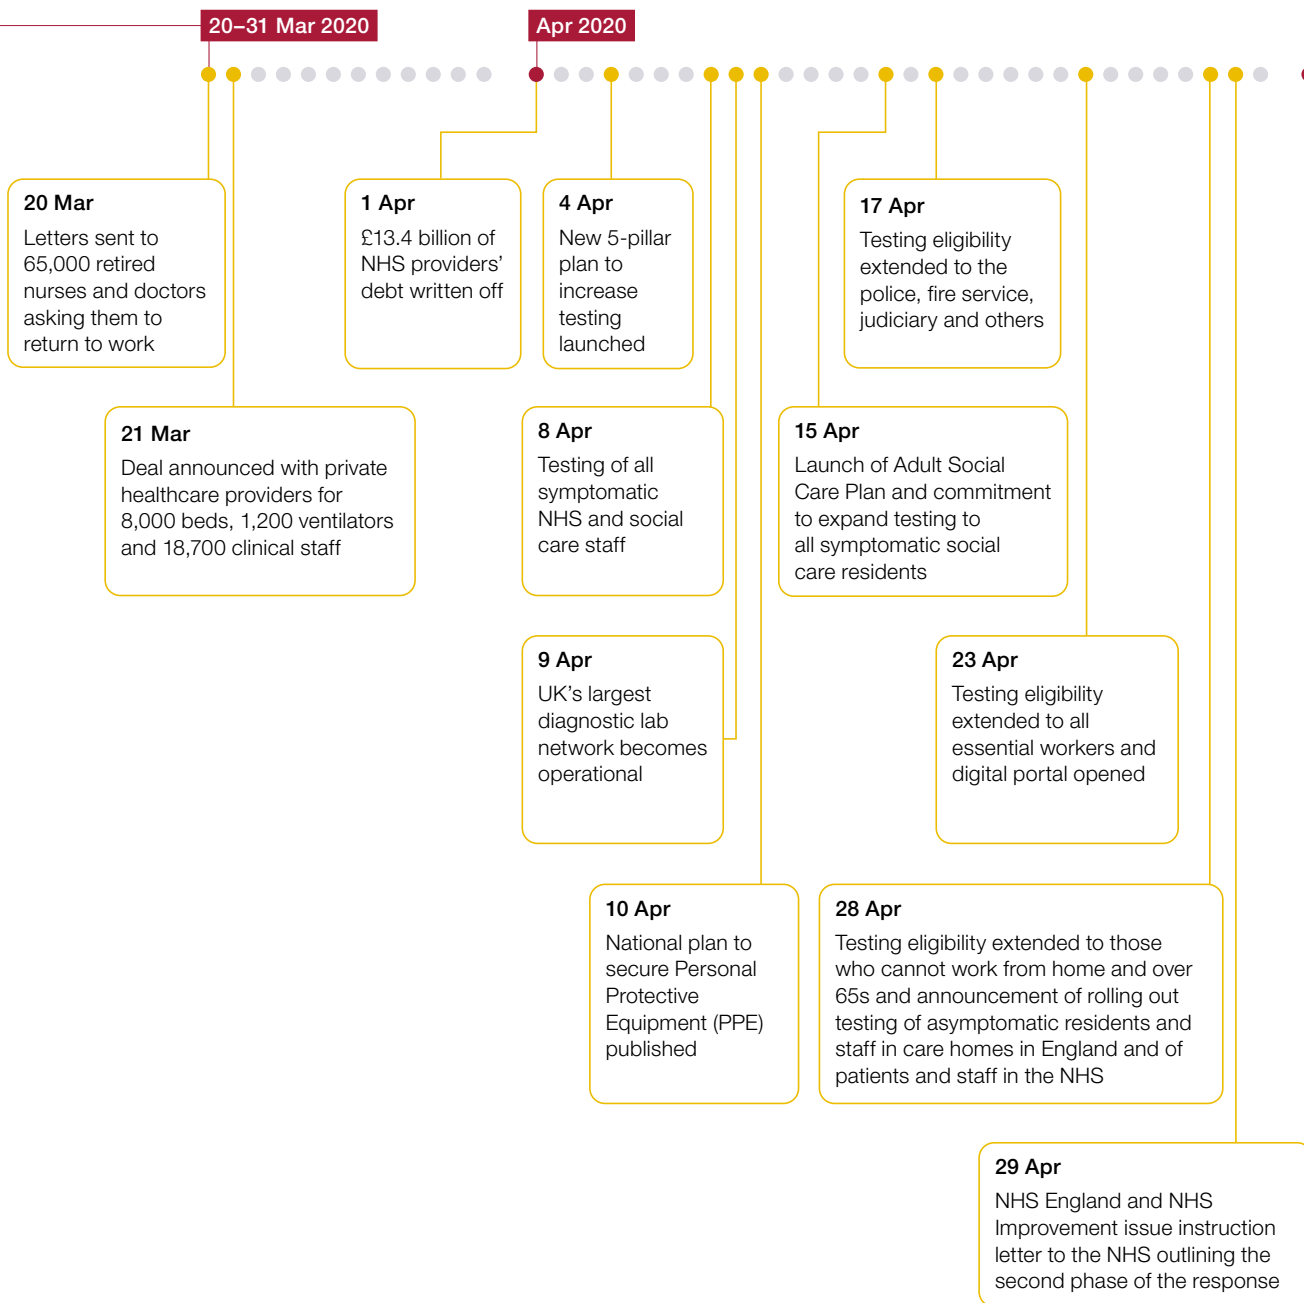 20–31 Mar 2020
Apr 2020
20 Mar
Letters sent to
65,000 retired
nurses and doctors
asking them to
return to work
1 Apr
£13.4 billion of
NHS providers’
debt written off
4 Apr
New 5-pillar
plan to
increase
testing
launched
17 Apr
Testing eligibility
extended to the
police, fire service,
judiciary and others
21 Mar
Deal announced with private
healthcare providers for
8,000 beds, 1,200 ventilators
and 18,700 clinical staff
8 Apr
Testing of all
symptomatic
NHS and social
care staff
15 Apr
Launch of Adult Social
Care Plan and commitment
to expand testing to
all symptomatic social
care residents
9 Apr
UK’s largest
diagnostic lab
network becomes
operational
23 Apr
Testing eligibility
extended to all
essential workers and
digital portal opened
10 Apr
National plan to
secure Personal
Protective
Equipment (PPE)
published
28 Apr
Testing eligibility extended to those
who cannot work from home and over
65s and announcement of rolling out
testing of asymptomatic residents and
staff in care homes in England and of
patients and staff in the NHS
29 Apr
NHS England and NHS
Improvement issue instruction
letter to the NHS outlining the
second phase of the response